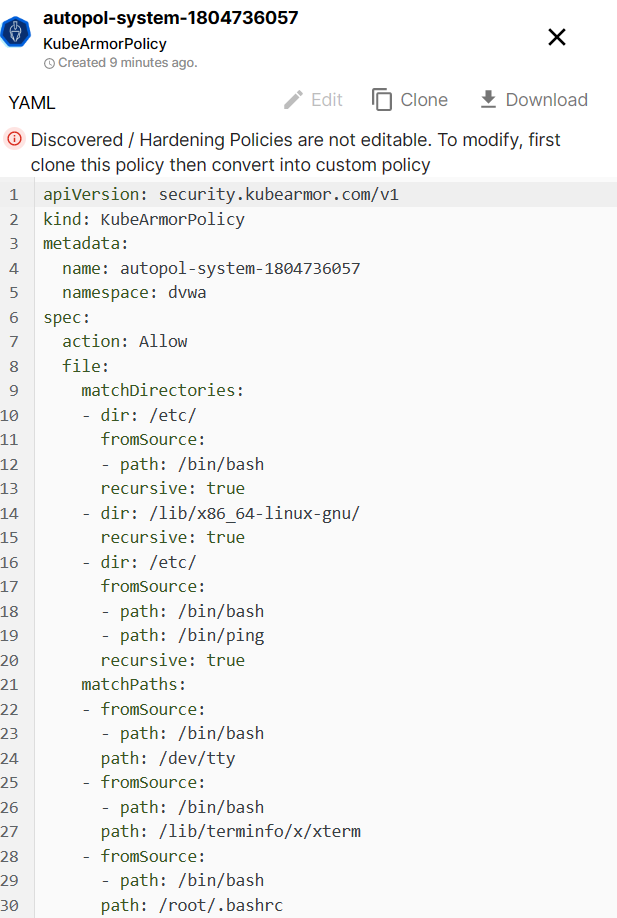 autopol-system-1804736057
KubeArmorPolicy
Created 9 minutes ago.
YAML
Edit
Clone
Download
Discovered / Hardening Policies are not editable. To modify, first
clone this policy then convert into custom policy
1 apiVersion: security.kubearmor.com/v1
2 kind: KubeArmorPolicy
3 metadata:
4   name: autopol-system-1804736057
5   namespace: dvwa
6 spec:
7   action: Allow
8   file:
9     matchDirectories:
10     - dir: /etc/
11       fromSource:
12       - path: /bin/bash
13       recursive: true
14     - dir: /lib/x86_64-linux-gnu/
15       recursive: true
16     - dir: /etc/
17       fromSource:
18       - path: /bin/bash
19       - path: /bin/ping
20       recursive: true
21     matchPaths:
22     - fromSource:
23       - path: /bin/bash
24       path: /dev/tty
25     - fromSource:
26       - path: /bin/bash
27       path: /lib/terminfo/x/xterm
28     - fromSource:
29       - path: /bin/bash
30       path: /root/.bashrc